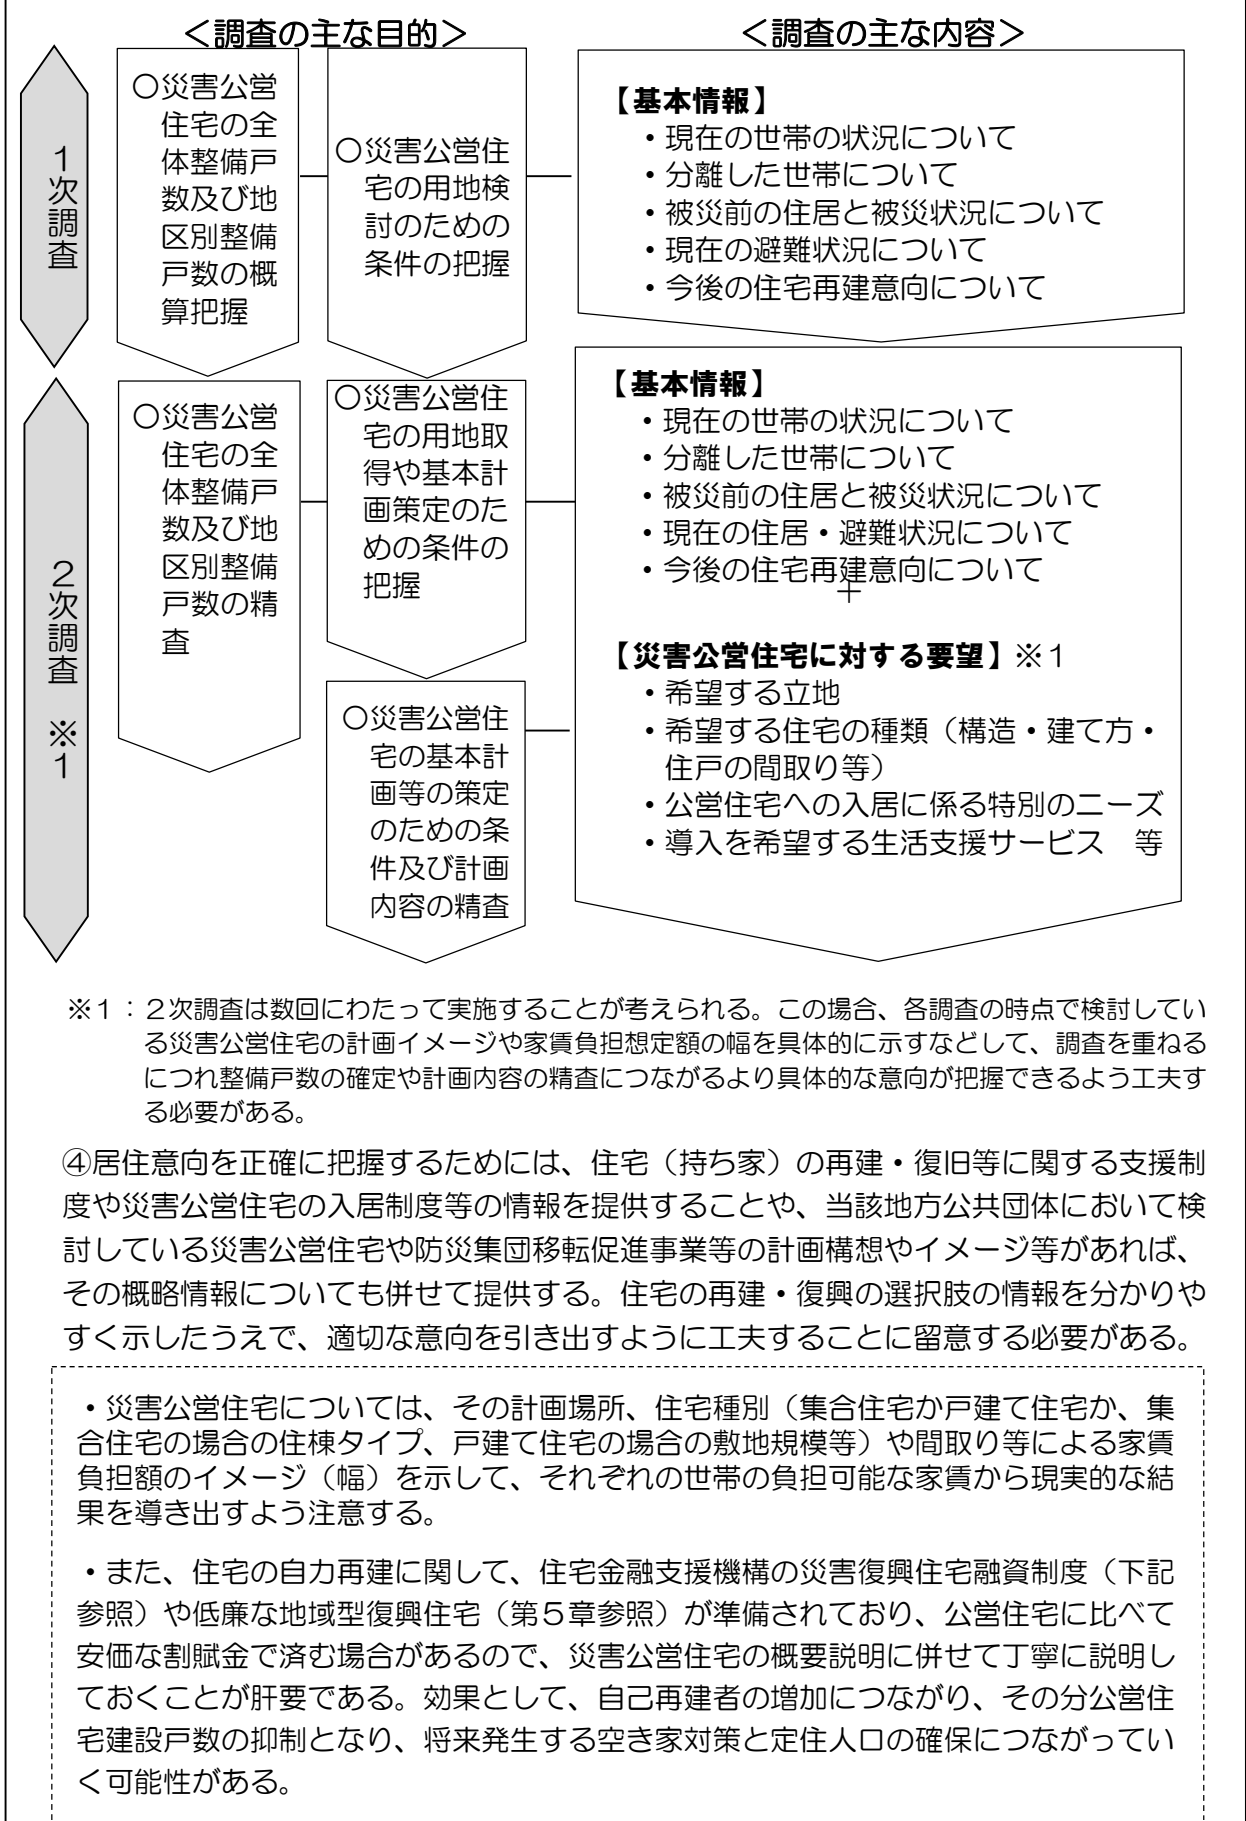 ＜調査の主な目的＞
＜調査の主な内容＞
１次調査
○災害公営
住宅の全
体整備戸
数及び地
区別整備
戸数の概
算把握
○災害公営住
宅の用地検
討のための
条件の把握
【基本情報】
・現在の世帯の状況について
・分離した世帯について
・被災前の住居と被災状況について
・現在の避難状況について
・今後の住宅再建意向について
２次調査　※１
○災害公営
住宅の全
体整備戸
数及び地
区別整備
戸数の精
査
○災害公営住
宅の用地取
得や基本計
画策定のた
めの条件の
把握
○災害公営住
宅の基本計
画等の策定
のための条
件及び計画
内容の精査
【基本情報】
・現在の世帯の状況について
・分離した世帯について
・被災前の住居と被災状況について
・現在の住居・避難状況について
・今後の住宅再建意向について
＋
【災害公営住宅に対する要望】※１
・希望する立地
・希望する住宅の種類（構造・建て方・
住戸の間取り等）
・公営住宅への入居に係る特別のニーズ
・導入を希望する生活支援サービス　等
※１：２次調査は数回にわたって実施することが考えられる。この場合、各調査の時点で検討してい
る災害公営住宅の計画イメージや家賃負担想定額の幅を具体的に示すなどして、調査を重ねる
につれ整備戸数の確定や計画内容の精査につながるより具体的な意向が把握できるよう工夫す
る必要がある。
④居住意向を正確に把握するためには、住宅（持ち家）の再建・復旧等に関する支援制
度や災害公営住宅の入居制度等の情報を提供することや、当該地方公共団体において検
討している災害公営住宅や防災集団移転促進事業等の計画構想やイメージ等があれば、
その概略情報についても併せて提供する。住宅の再建・復興の選択肢の情報を分かりや
すく示したうえで、適切な意向を引き出すように工夫することに留意する必要がある。
・災害公営住宅については、その計画場所、住宅種別（集合住宅か戸建て住宅か、集
合住宅の場合の住棟タイプ、戸建て住宅の場合の敷地規模等）や間取り等による家賃
負担額のイメージ（幅）を示して、それぞれの世帯の負担可能な家賃から現実的な結
果を導き出すよう注意する。
・また、住宅の自力再建に関して、住宅金融支援機構の災害復興住宅融資制度（下記
参照）や低廉な地域型復興住宅（第５章参照）が準備されており、公営住宅に比べて
安価な割賦金で済む場合があるので、災害公営住宅の概要説明に併せて丁寧に説明し
ておくことが肝要である。効果として、自己再建者の増加につながり、その分公営住
宅建設戸数の抑制となり、将来発生する空き家対策と定住人口の確保につながってい
く可能性がある。